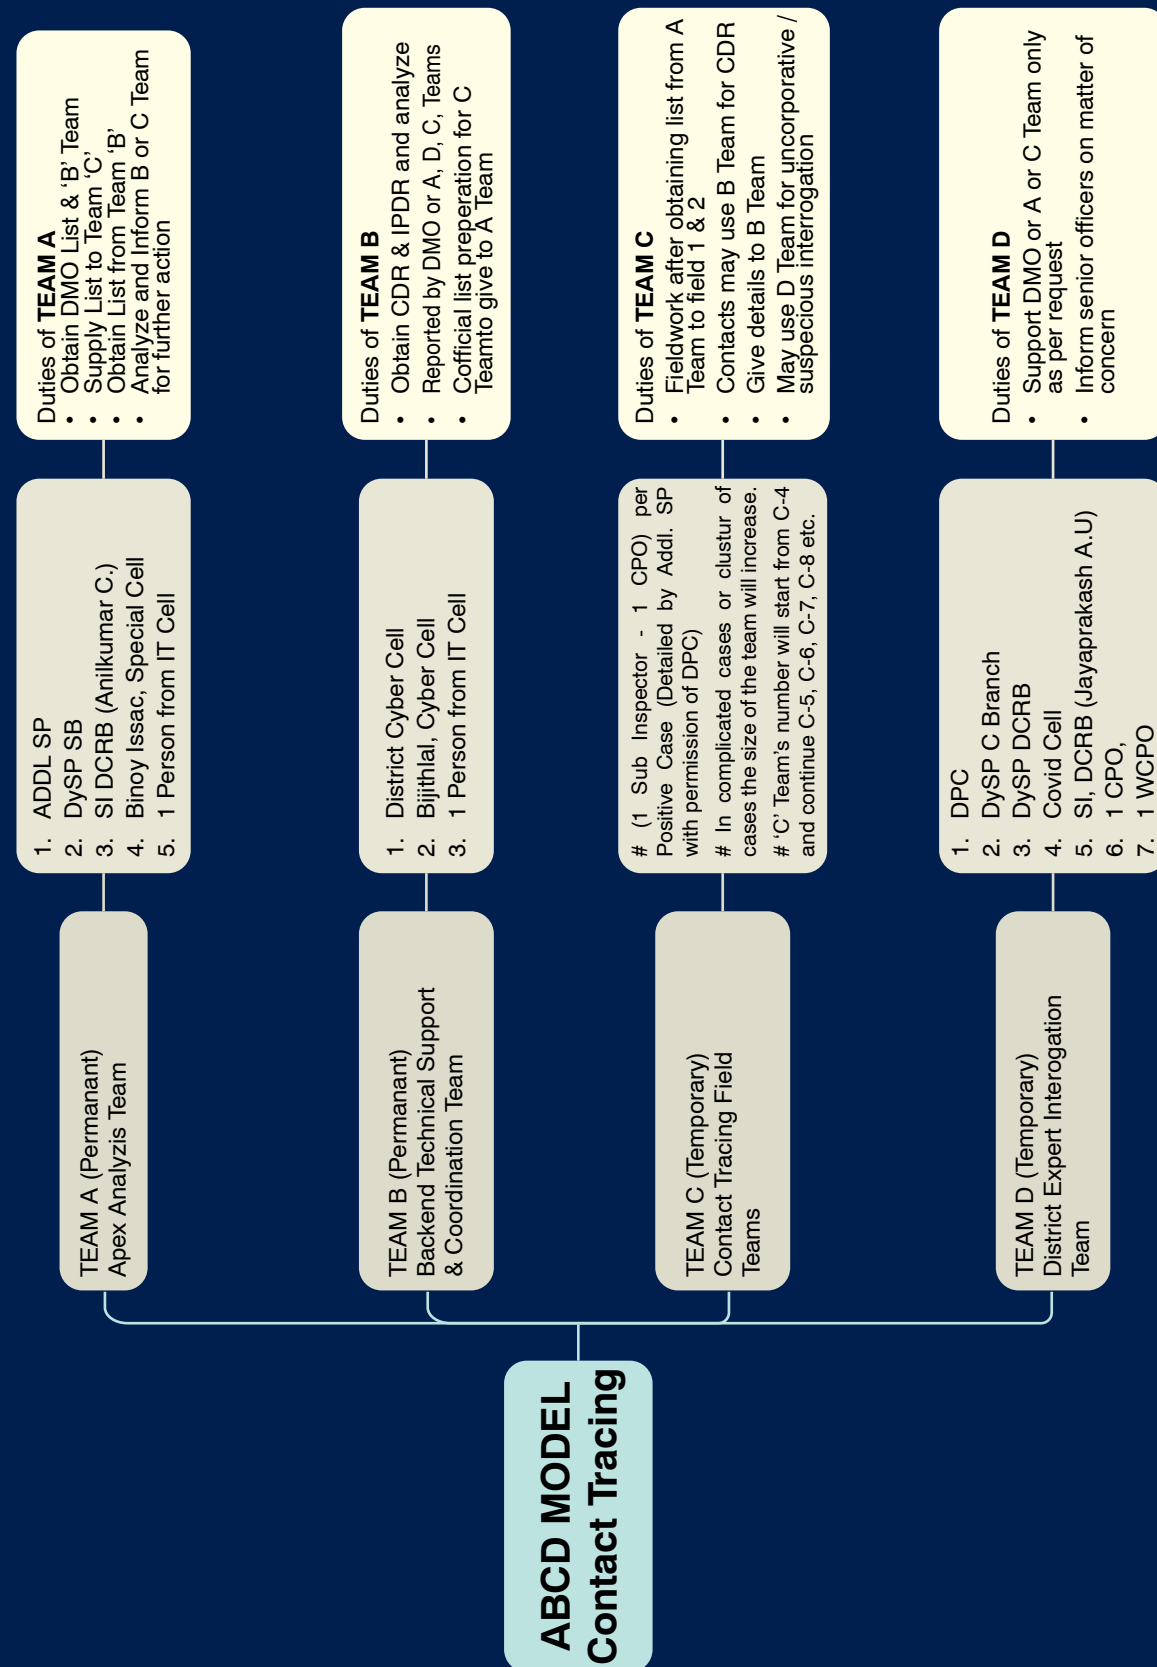 ABCD MODEL
Contact Tracing
TEAM A (Permanant)
Apex Analyzis Team
1. ADDL SP
2. DySP SB
3. SI DCRB (Anilkumar C.)
4. Binoy Issac, Special Cell
5. 1 Person from IT Cell
Duties of TEAM A
• Obtain DMO List & ‘B’ Team
• Supply List to Team ‘C’
• Obtain List from Team ‘B’
• Analyze and Inform B or C Team
for further action
TEAM B (Permanant)
Backend Technical Support
& Coordination Team
1. District Cyber Cell
2. Bijithlal, Cyber Cell
3. 1 Person from IT Cell
Duties of TEAM B
• Obtain CDR & IPDR and analyze
• Reported by DMO or A, D, C, Teams
• Cofficial list preperation for C
Teamto give to A Team
TEAM C (Temporary)
Contact Tracing Field
Teams
# (1 Sub Inspector - 1 CPO) per
Positive Case (Detailed by Addl. SP
with permission of DPC)
# In complicated cases or clustur of
cases the size of the team will increase.
# ‘C’ Team’s number will start from C-4
and continue C-5, C-6, C-7, C-8 etc.
Duties of TEAM C
• Fieldwork after obtaining list from A
Team to field 1 & 2
• Contacts may use B Team for CDR
• Give details to B Team
• May use D Team for uncorporative /
suspecious interrogation
TEAM D (Temporary)
District Expert Interogation
Team
1. DPC
2. DySP C Branch
3. DySP DCRB
4. Covid Cell
5. SI, DCRB (Jayaprakash A.U)
6. 1 CPO,
7. 1 WCPO
Duties of TEAM D
• Support DMO or A or C Team only
as per request
• Inform senior officers on matter of
concern